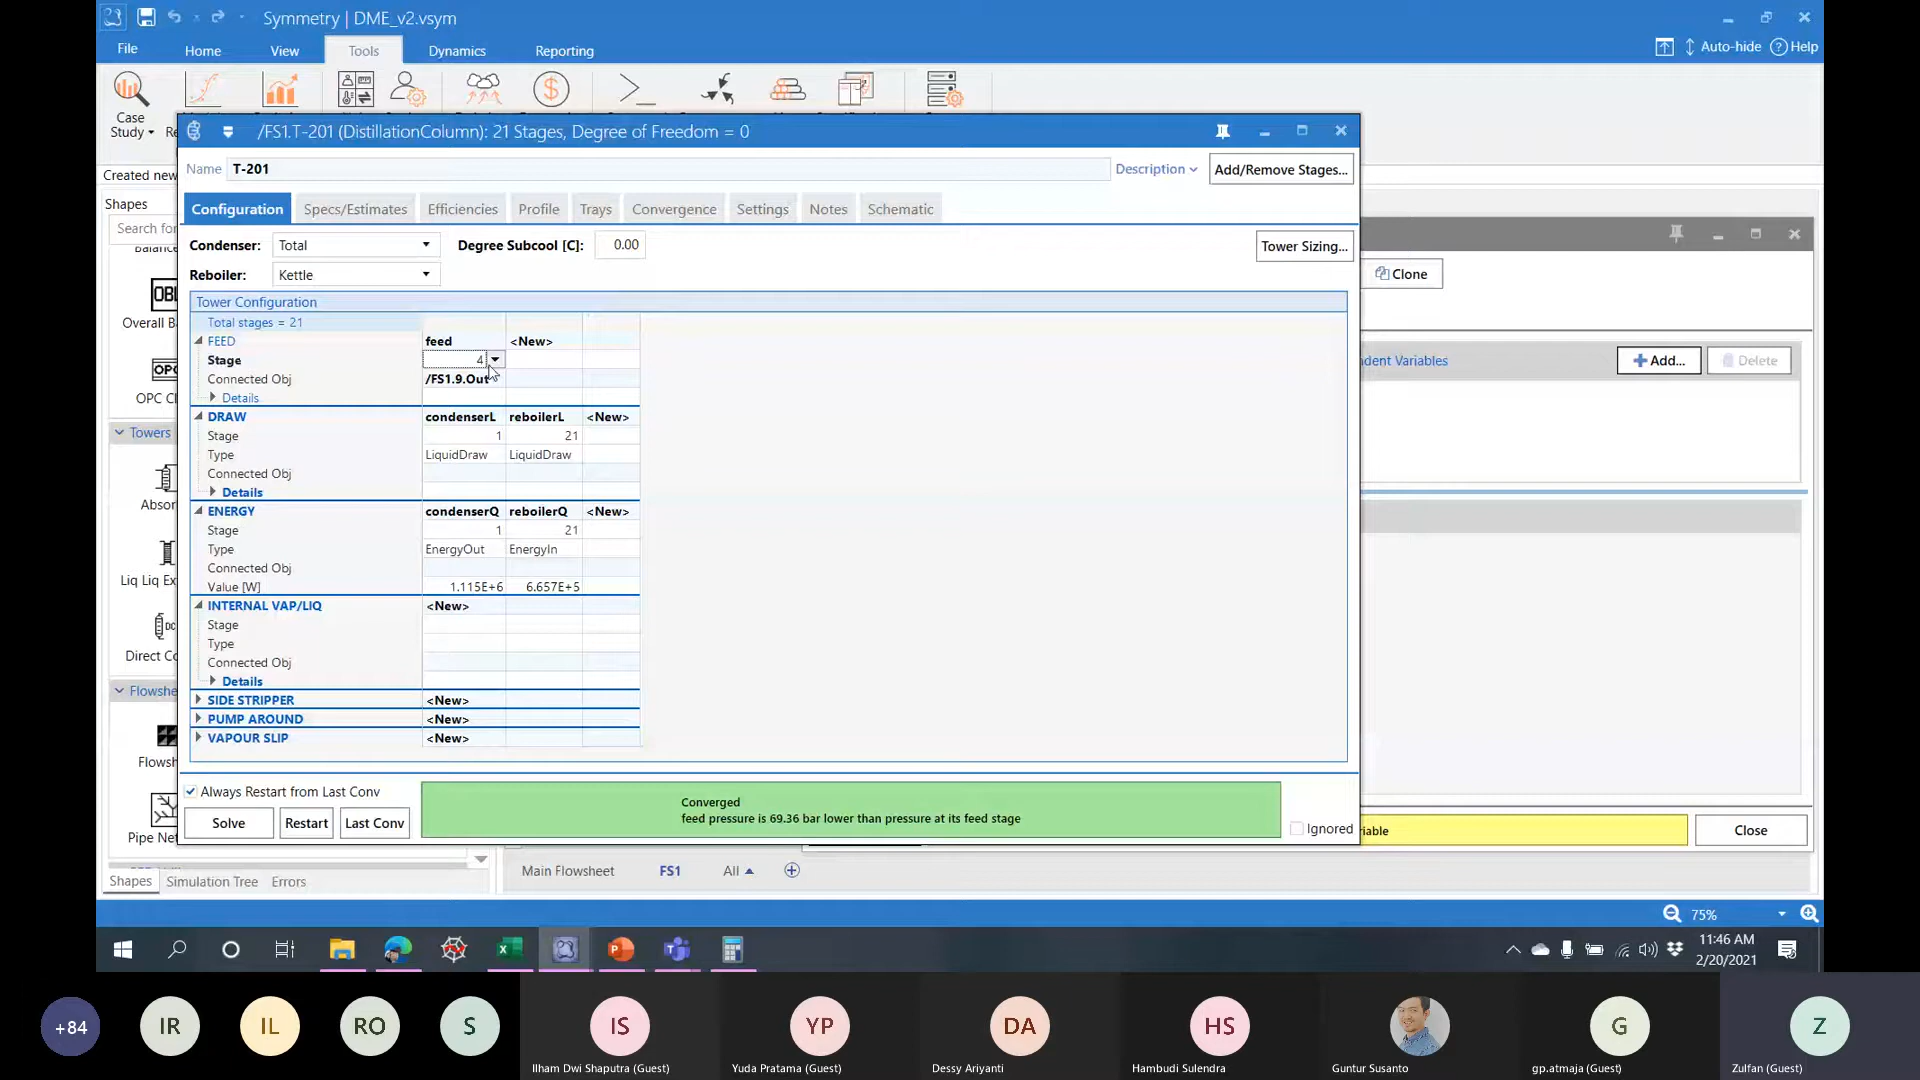 Symmetry | DME_v2.vsym
File Home View Tools Dynamics Reporting
Auto-hide Help
Case Study
/FS1.T-201 (DistillationColumn): 21 Stages, Degree of Freedom = 0
Created new
Name T-201 Description Add/Remove Stages...
Shapes
Search for
Configuration Specs/Estimates Efficiencies Profile Trays Convergence Settings Notes Schematic
Condenser: Total Degree Subcool [C]: 0.00 Tower Sizing...
Reboiler: Kettle
Clone
Tower Configuration
Total stages = 21
FEED feed <New>
Stage 4
Connected Obj /FS1.9.Out
Details
DRAW condenserL reboilerL <New>
Stage 1 21
Type LiquidDraw LiquidDraw
Connected Obj
Details
ENERGY condenserQ reboilerQ <New>
Stage 1 21
Type EnergyOut EnergyIn
Connected Obj
Value [W] 1.115E+6 6.657E+5
INTERNAL VAP/LIQ <New>
Stage
Type
Connected Obj
Details
SIDE STRIPPER <New>
PUMP AROUND <New>
VAPOUR SLIP <New>
dent Variables Add... Delete
Overall Ba
OPC Cl
Towers
Absor
Liq Liq Ex
Direct Co
Flowshe
Flowsh
Pipe Net
Always Restart from Last Conv
Solve Restart Last Conv
Converged
feed pressure is 69.36 bar lower than pressure at its feed stage
Ignored
riable Close
Shapes Simulation Tree Errors
Main Flowsheet FS1 All
75%
11:46 AM
2/20/2021
+84 IR IL RO S IS YP DA HS G Z
Ilham Dwi Shaputra (Guest) Yuda Pratama (Guest) Dessy Ariyanti Hambudi Sulendra Guntur Susanto gp.atmaja (Guest) Zulfan (Guest)